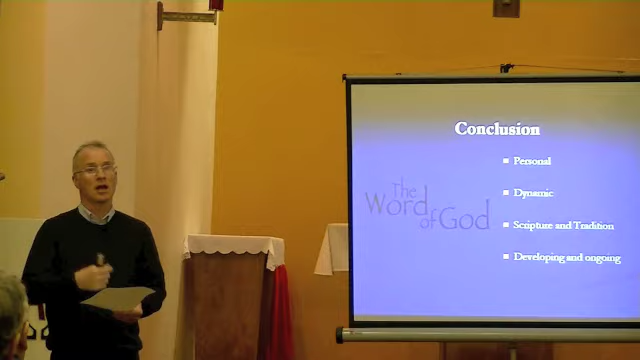 Conclusion
The
Word
of God
Personal
Dynamic
Scripture and Tradition
Developing and ongoing